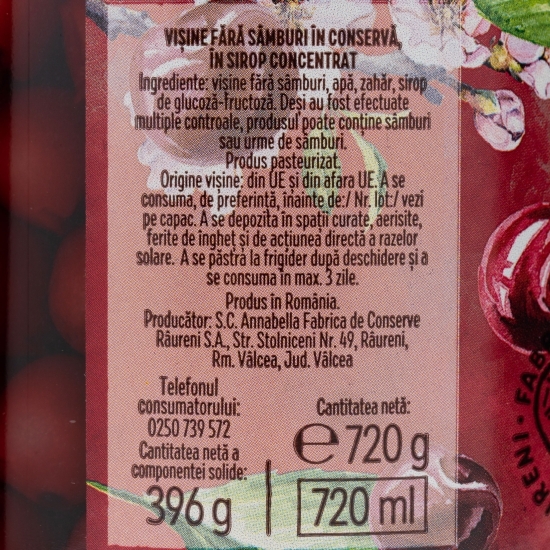 VIȘINE FĂRĂ SÂMBURI ÎN CONSERVĂ,
ÎN SIROP CONCENTRAT
Ingrediente: vișine fără sâmburi, apă, zahăr, sirop
de glucoză-fructoză. Deși au fost efectuate
multiple controale, produsul poate conține sâmburi
sau urme de sâmburi.
Produs pasteurizat.
Origine vișine: din UE și din afara UE. A se
consuma, de preferință, înainte de:/ Nr. lot:/ vezi
pe capac. A se depozita în spații curate, aerisite,
ferite de îngheț și de acțiunea directă a razelor
solare. A se păstra la frigider după deschidere și a
se consuma în max. 3 zile.
Produs în România.
Producător: S.C. Annabella Fabrica de Conserve
Râureni S.A., Str. Stolniceni Nr. 49, Râureni,
Rm. Vâlcea, Jud. Vâlcea
Telefonul
consumatorului:
0250 739 572
Cantitatea netă a
componentei solide:
396 g
Cantitatea netă:
℮ 720 g
720 ml